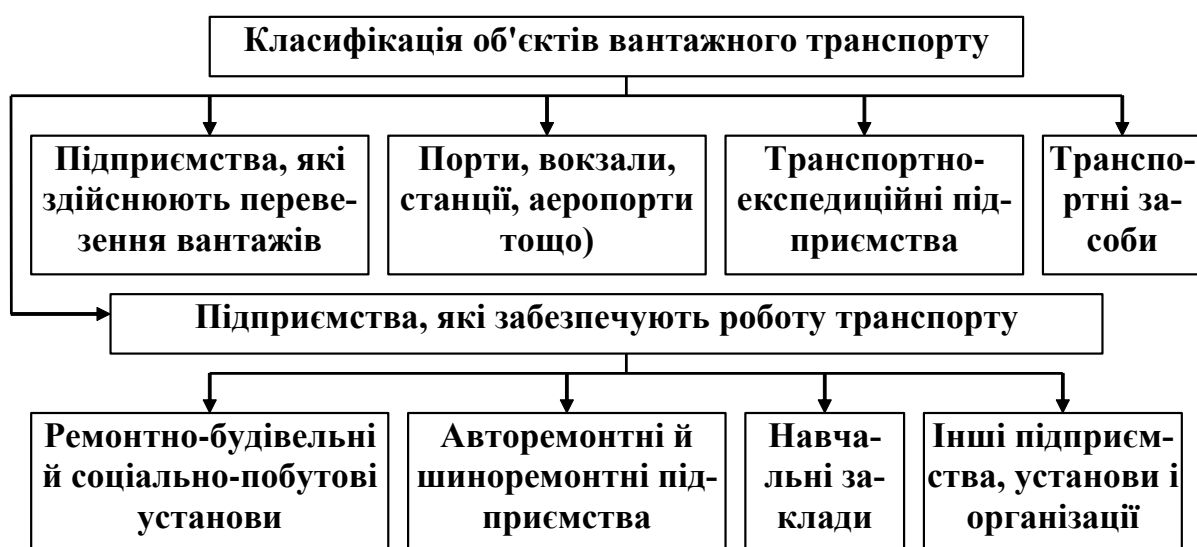 Класифікація об'єктів вантажного транспорту
Підприємства, які
здійснюють переве-
зення вантажів
Порти, вокзали,
станції, аеропорти
тощо)
Транспортно-
експедиційні під-
приємства
Транспо-
ртні за-
соби
Підприємства, які забезпечують роботу транспорту
Ремонтно-будівельні
й соціально-побутові
установи
Авторемонтні й
шиноремонтні під-
приємства
Навча-
льні за-
клади
Інші підприєм-
ства, установи і
організації